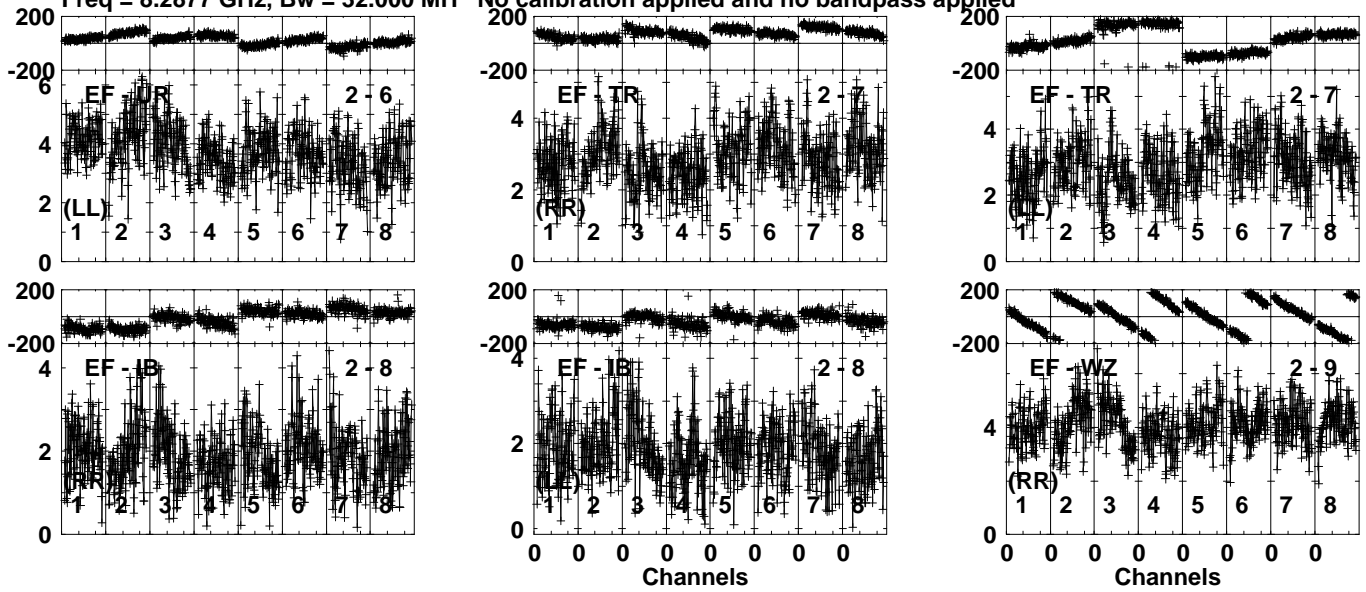 Freq = 8.2877 GHz, Bw = 32.000 MH No calibration applied and no bandpass applied
200 200 200
-200 -200 -200
6
EF - UR 2 - 6 EF - TR 2 - 7 EF - TR 2 - 7
4 4 4
2 2 2
(LL) (RR) (LL)
1 2 3 4 5 6 7 8 1 2 3 4 5 6 7 8 1 2 3 4 5 6 7 8
0 0 0
200 200 200
-200 -200 -200
EF - IB 2 - 8 EF - IB 2 - 8 EF - WZ 2 - 9
4 4 4
2 2
(RR) (LL) (RR)
1 2 3 4 5 6 7 8 1 2 3 4 5 6 7 8 1 2 3 4 5 6 7 8
0 0 0
0 0 0 0 0 0 0 0 0 0 0 0 0 0 0 0
Channels Channels